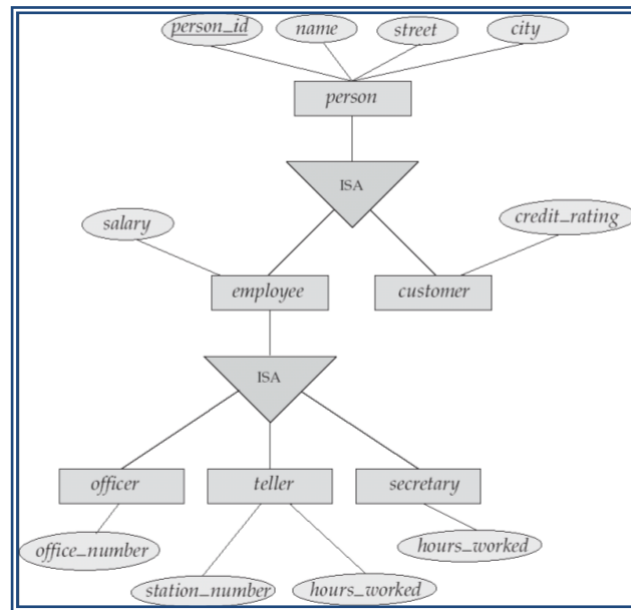 person_id name street city
person
ISA
salary credit_rating
employee customer
ISA
officer teller secretary
office_number hours_worked
station_number hours_worked